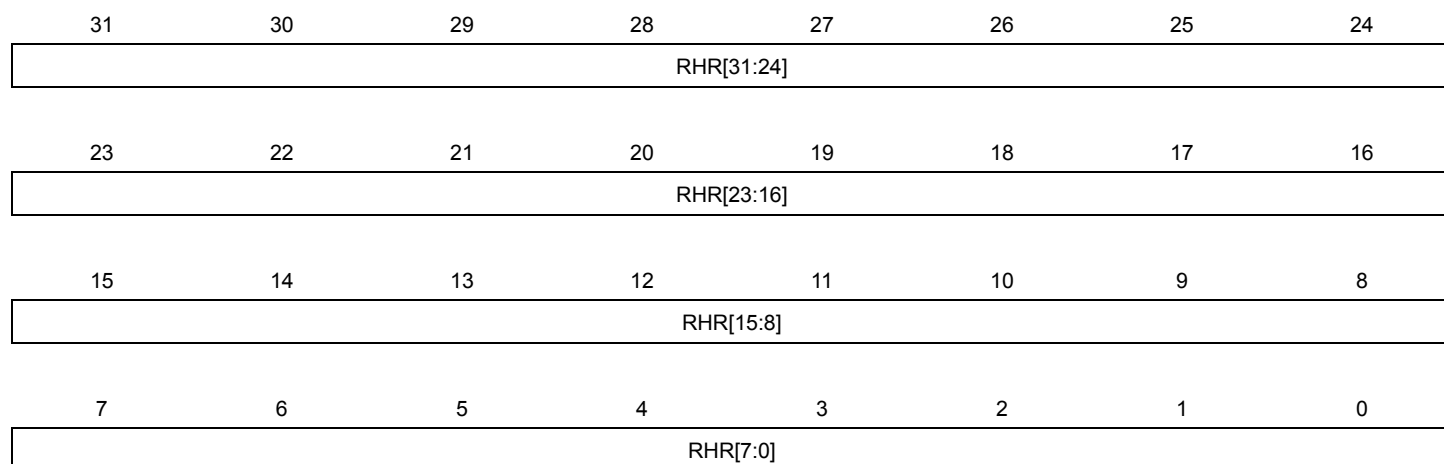 31 30 29 28 27 26 25 24
RHR[31:24]
23 22 21 20 19 18 17 16
RHR[23:16]
15 14 13 12 11 10 9 8
RHR[15:8]
7 6 5 4 3 2 1 0
RHR[7:0]